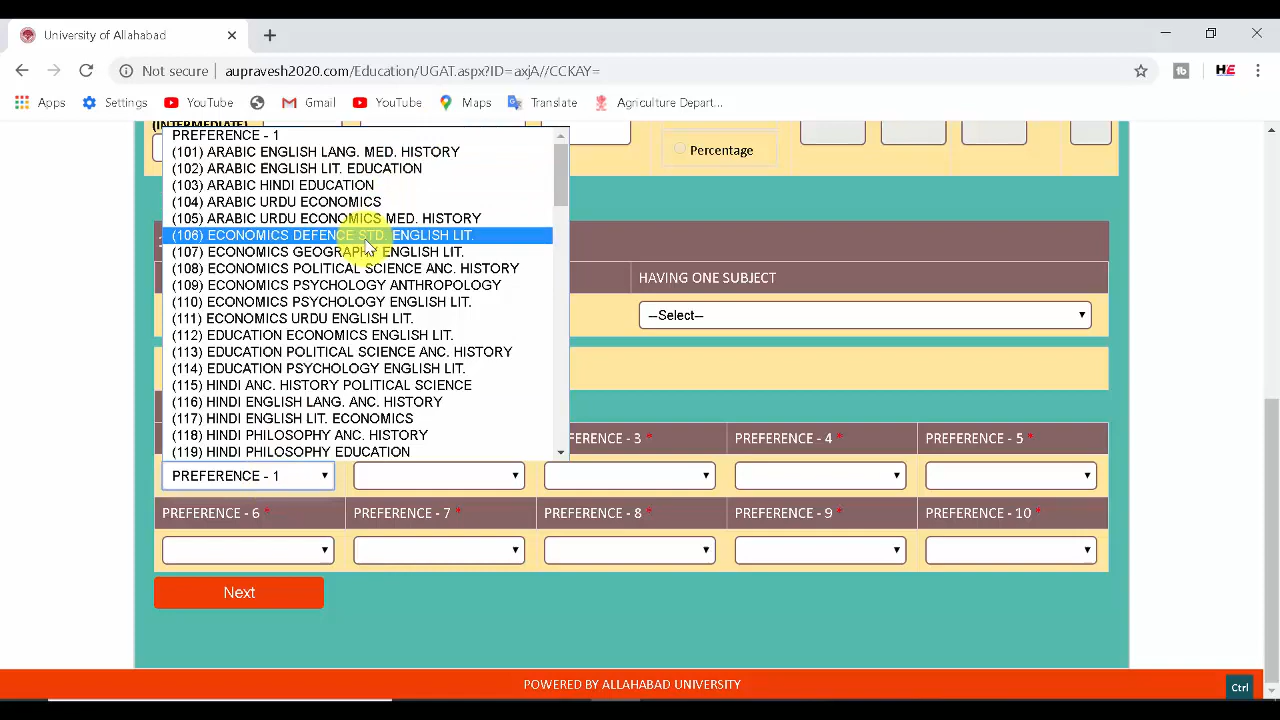 University of Allahabad
Not secure
aupravesh2020.com/Education/UGAT.aspx?ID=axjA//CCKAY=
HE
Apps
Settings
YouTube
Gmail
YouTube
Maps
Translate
Agriculture Depart...
(INTERMEDIATE)
Percentage
PREFERENCE - 1
(101) ARABIC ENGLISH LANG. MED. HISTORY
(102) ARABIC ENGLISH LIT. EDUCATION
(103) ARABIC HINDI EDUCATION
(104) ARABIC URDU ECONOMICS
(105) ARABIC URDU ECONOMICS MED. HISTORY
(106) ECONOMICS DEFENCE STD. ENGLISH LIT.
(107) ECONOMICS GEOGRAPHY ENGLISH LIT.
(108) ECONOMICS POLITICAL SCIENCE ANC. HISTORY
(109) ECONOMICS PSYCHOLOGY ANTHROPOLOGY
(110) ECONOMICS PSYCHOLOGY ENGLISH LIT.
(111) ECONOMICS URDU ENGLISH LIT.
(112) EDUCATION ECONOMICS ENGLISH LIT.
(113) EDUCATION POLITICAL SCIENCE ANC. HISTORY
(114) EDUCATION PSYCHOLOGY ENGLISH LIT.
(115) HINDI ANC. HISTORY POLITICAL SCIENCE
(116) HINDI ENGLISH LANG. ANC. HISTORY
(117) HINDI ENGLISH LIT. ECONOMICS
(118) HINDI PHILOSOPHY ANC. HISTORY
(119) HINDI PHILOSOPHY EDUCATION
HAVING ONE SUBJECT
--Select--
FERENCE - 3 *
PREFERENCE - 4 *
PREFERENCE - 5 *
PREFERENCE - 1
PREFERENCE - 6 *
PREFERENCE - 7 *
PREFERENCE - 8 *
PREFERENCE - 9 *
PREFERENCE - 10 *
Next
POWERED BY ALLAHABAD UNIVERSITY
Ctrl